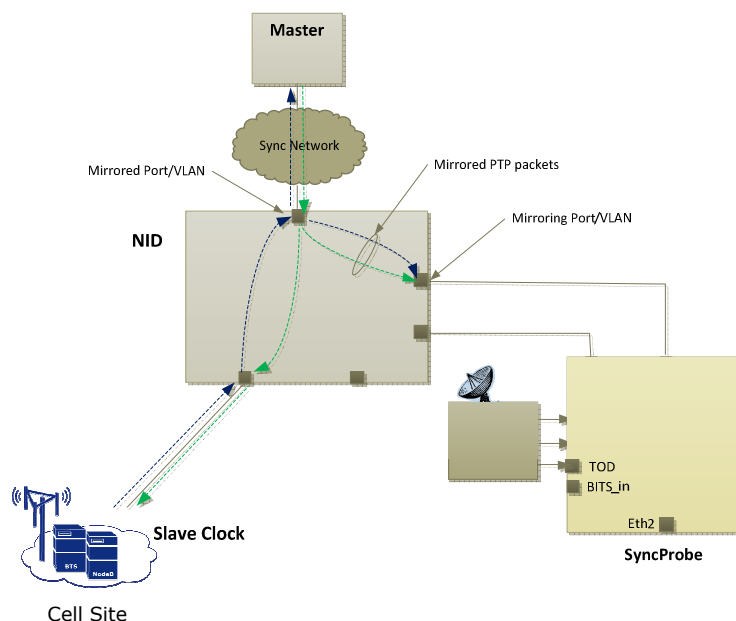 Master
Sync Network
Mirrored Port/VLAN
Mirrored PTP packets
Mirroring Port/VLAN
NID
TOD
BITS_in
Eth2
SyncProbe
Slave Clock
BTS
NodeB
Cell Site